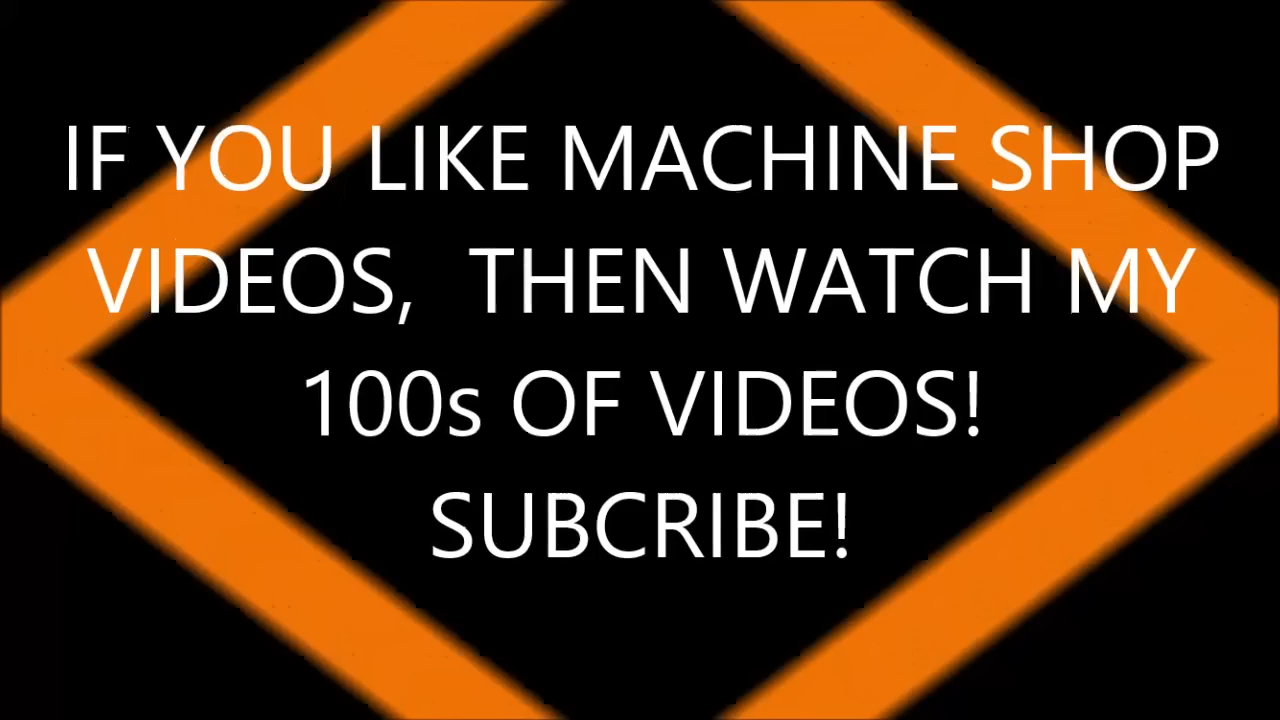 IF YOU LIKE MACHINE SHOP
VIDEOS,  THEN WATCH MY
100s OF VIDEOS!
SUBCRIBE!